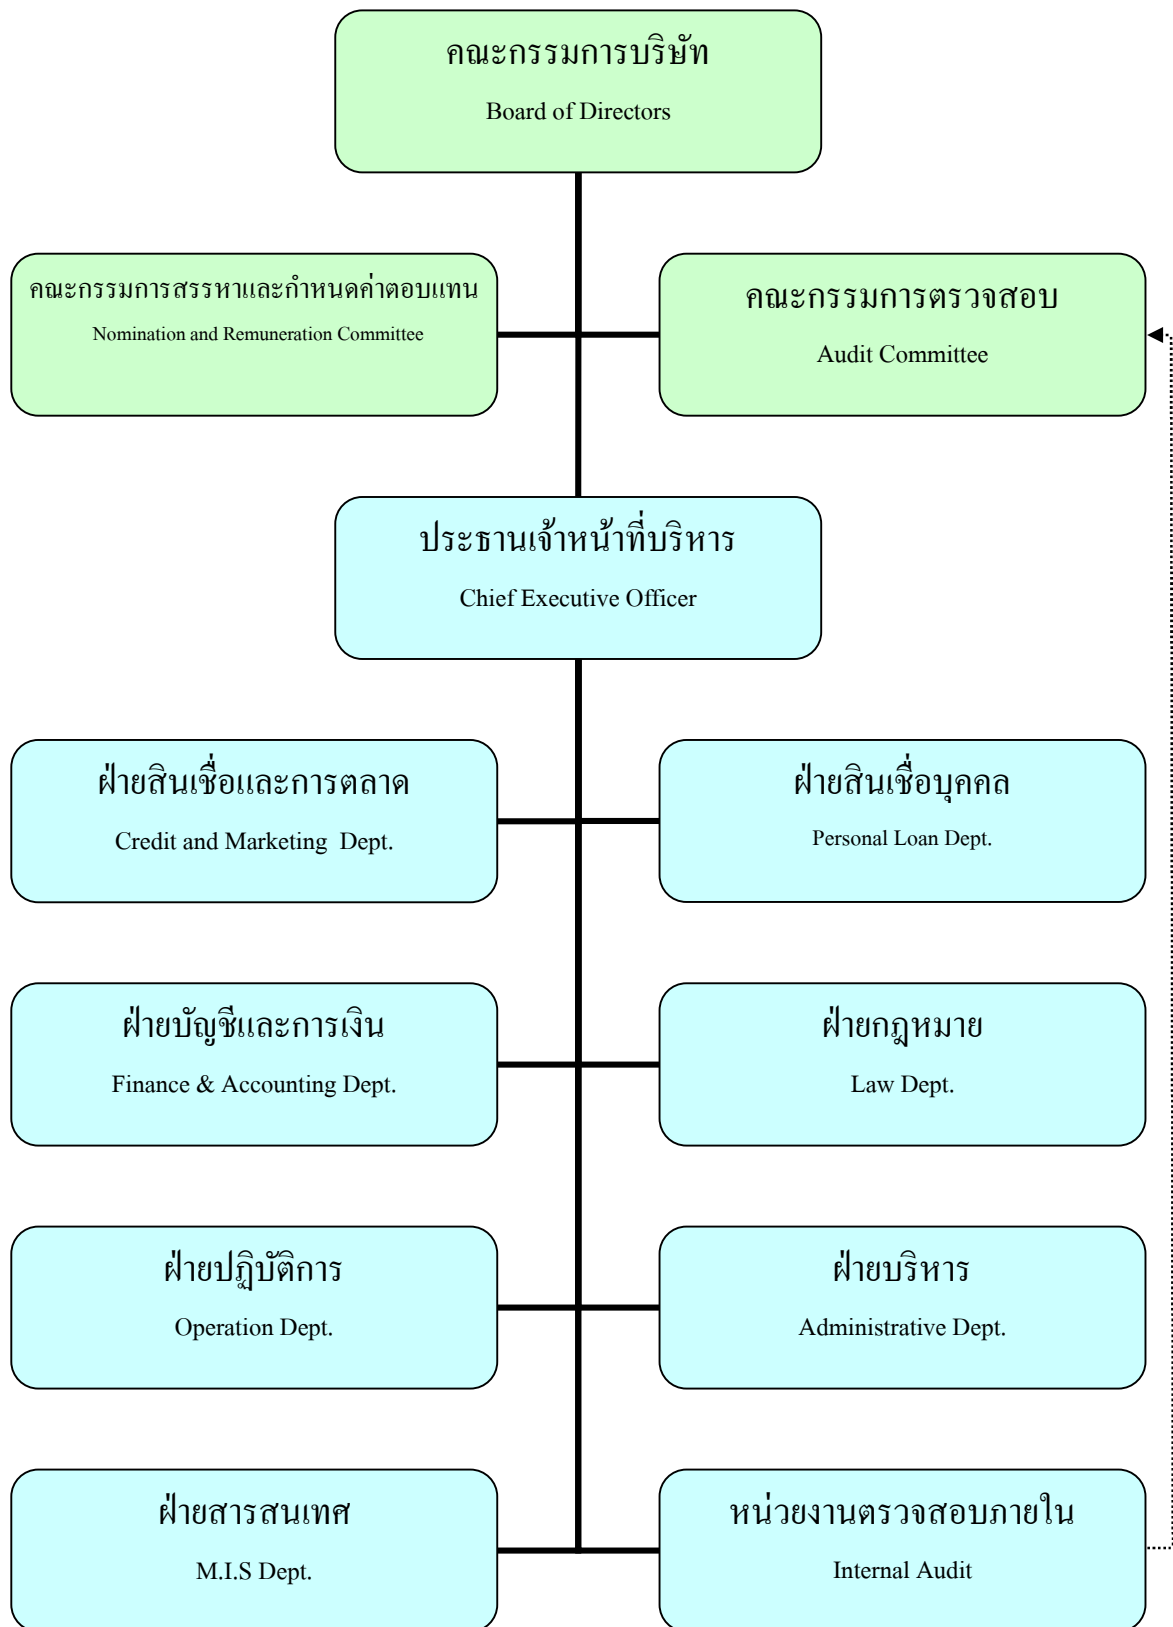 คณะกรรมการบริษัท
Board of Directors
คณะกรรมการสรรหาและกำหนดค่าตอบแทน
Nomination and Remuneration Committee
คณะกรรมการตรวจสอบ
Audit Committee
ประธานเจ้าหน้าที่บริหาร
Chief Executive Officer
ฝ่ายสินเชื่อและการตลาด
Credit and Marketing Dept.
ฝ่ายสินเชื่อบุคคล
Personal Loan Dept.
ฝ่ายบัญชีและการเงิน
Finance & Accounting Dept.
ฝ่ายกฎหมาย
Law Dept.
ฝ่ายปฏิบัติการ
Operation Dept.
ฝ่ายบริหาร
Administrative Dept.
ฝ่ายสารสนเทศ
M.I.S Dept.
หน่วยงานตรวจสอบภายใน
Internal Audit